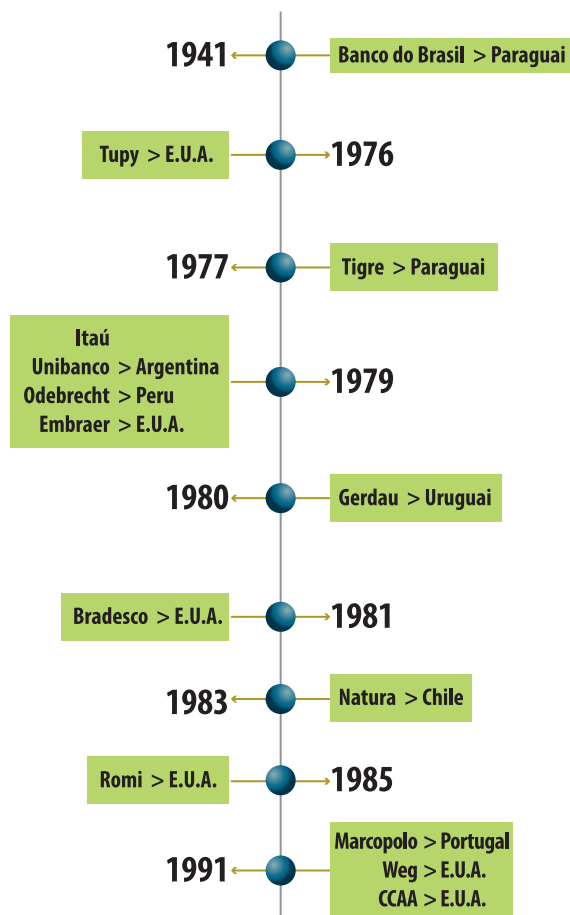 1941
Banco do Brasil > Paraguai
Tupy > E.U.A.
1976
1977
Tigre > Paraguai
Itaú
Unibanco > Argentina
Odebrecht > Peru
Embraer > E.U.A.
1979
1980
Gerdau > Uruguai
Bradesco > E.U.A.
1981
1983
Natura > Chile
Romi > E.U.A.
1985
1991
Marcopolo > Portugal
Weg > E.U.A.
CCAA > E.U.A.